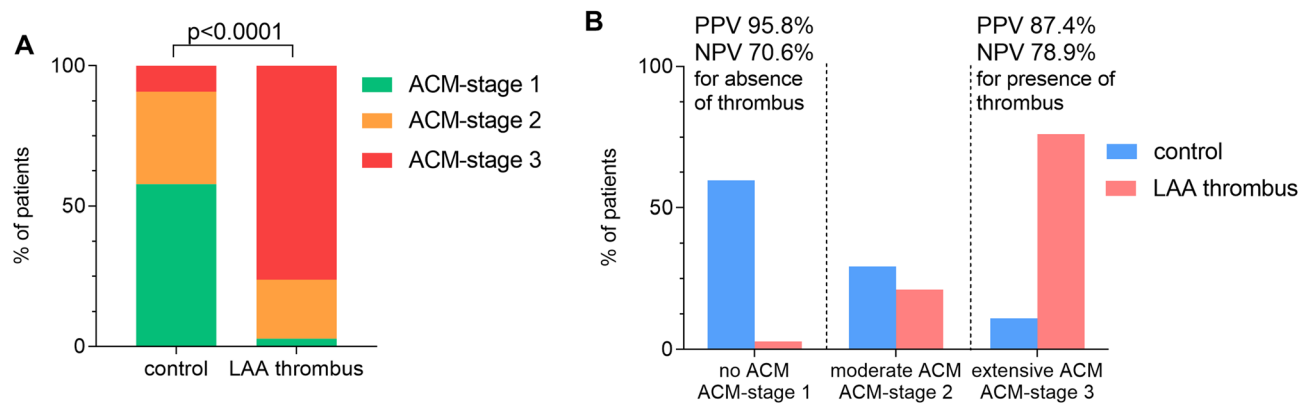 A
p<0.0001
100
50
0
% of patients
control
LAA thrombus
ACM-stage 1
ACM-stage 2
ACM-stage 3
B
PPV 95.8%
NPV 70.6%
for absence
of thrombus
PPV 87.4%
NPV 78.9%
for presence of
thrombus
100
50
0
% of patients
no ACM
ACM-stage 1
moderate ACM
ACM-stage 2
extensive ACM
ACM-stage 3
control
LAA thrombus